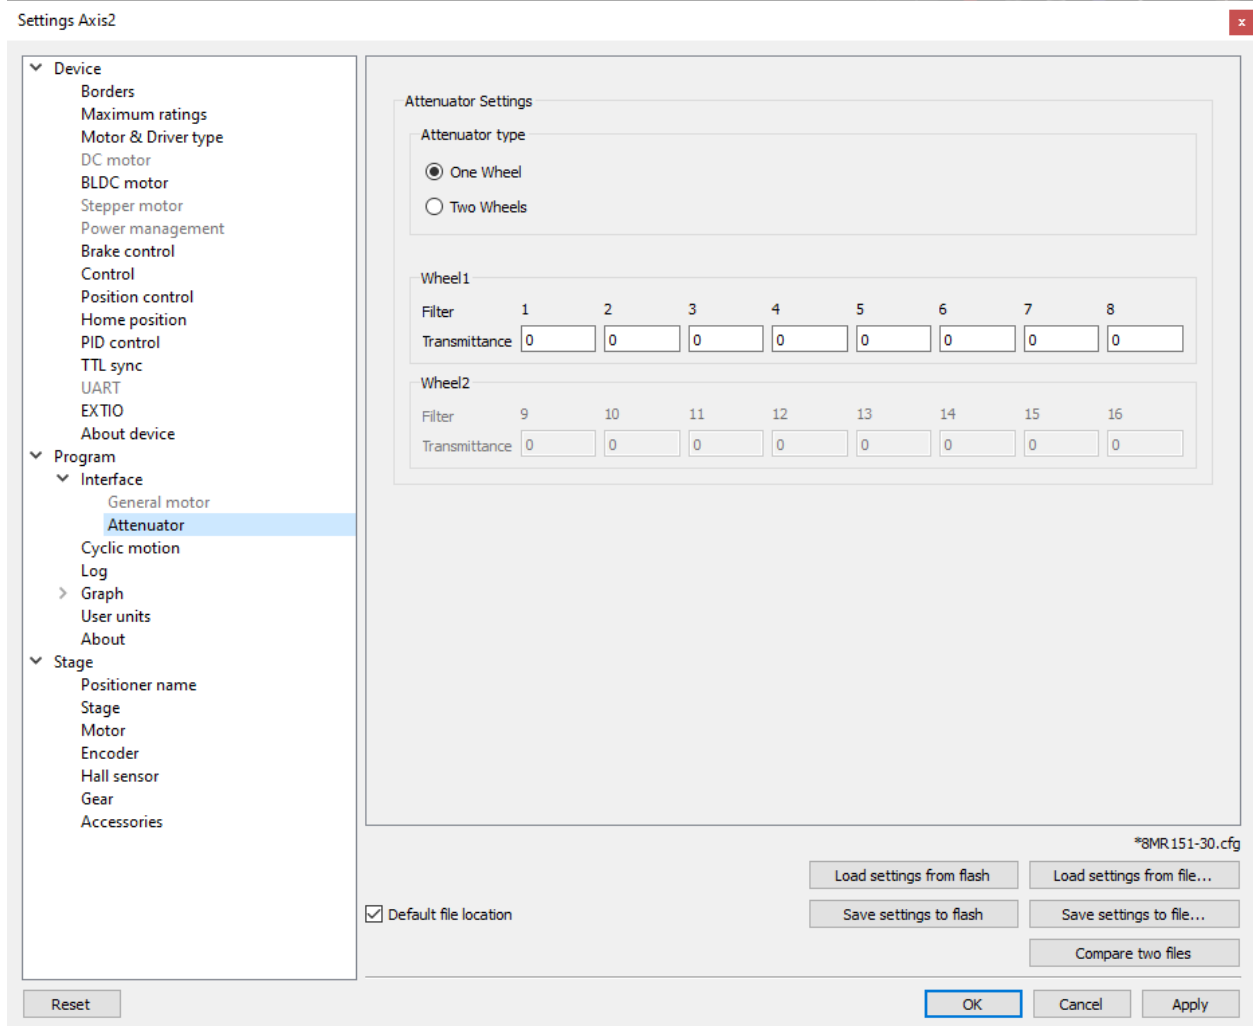 Settings Axis2
x
Device
Borders
Maximum ratings
Motor & Driver type
DC motor
BLDC motor
Stepper motor
Power management
Brake control
Control
Position control
Home position
PID control
TTL sync
UART
EXTIO
About device
Program
Interface
General motor
Attenuator
Cyclic motion
Log
Graph
User units
About
Stage
Positioner name
Stage
Motor
Encoder
Hall sensor
Gear
Accessories
Attenuator Settings
Attenuator type
One Wheel
Two Wheels
Wheel1
Filter 1 2 3 4 5 6 7 8
Transmittance 0 0 0 0 0 0 0 0
Wheel2
Filter 9 10 11 12 13 14 15 16
Transmittance 0 0 0 0 0 0 0 0
*8MR151-30.cfg
Load settings from flash Load settings from file...
Default file location Save settings to flash Save settings to file...
Compare two files
Reset OK Cancel Apply